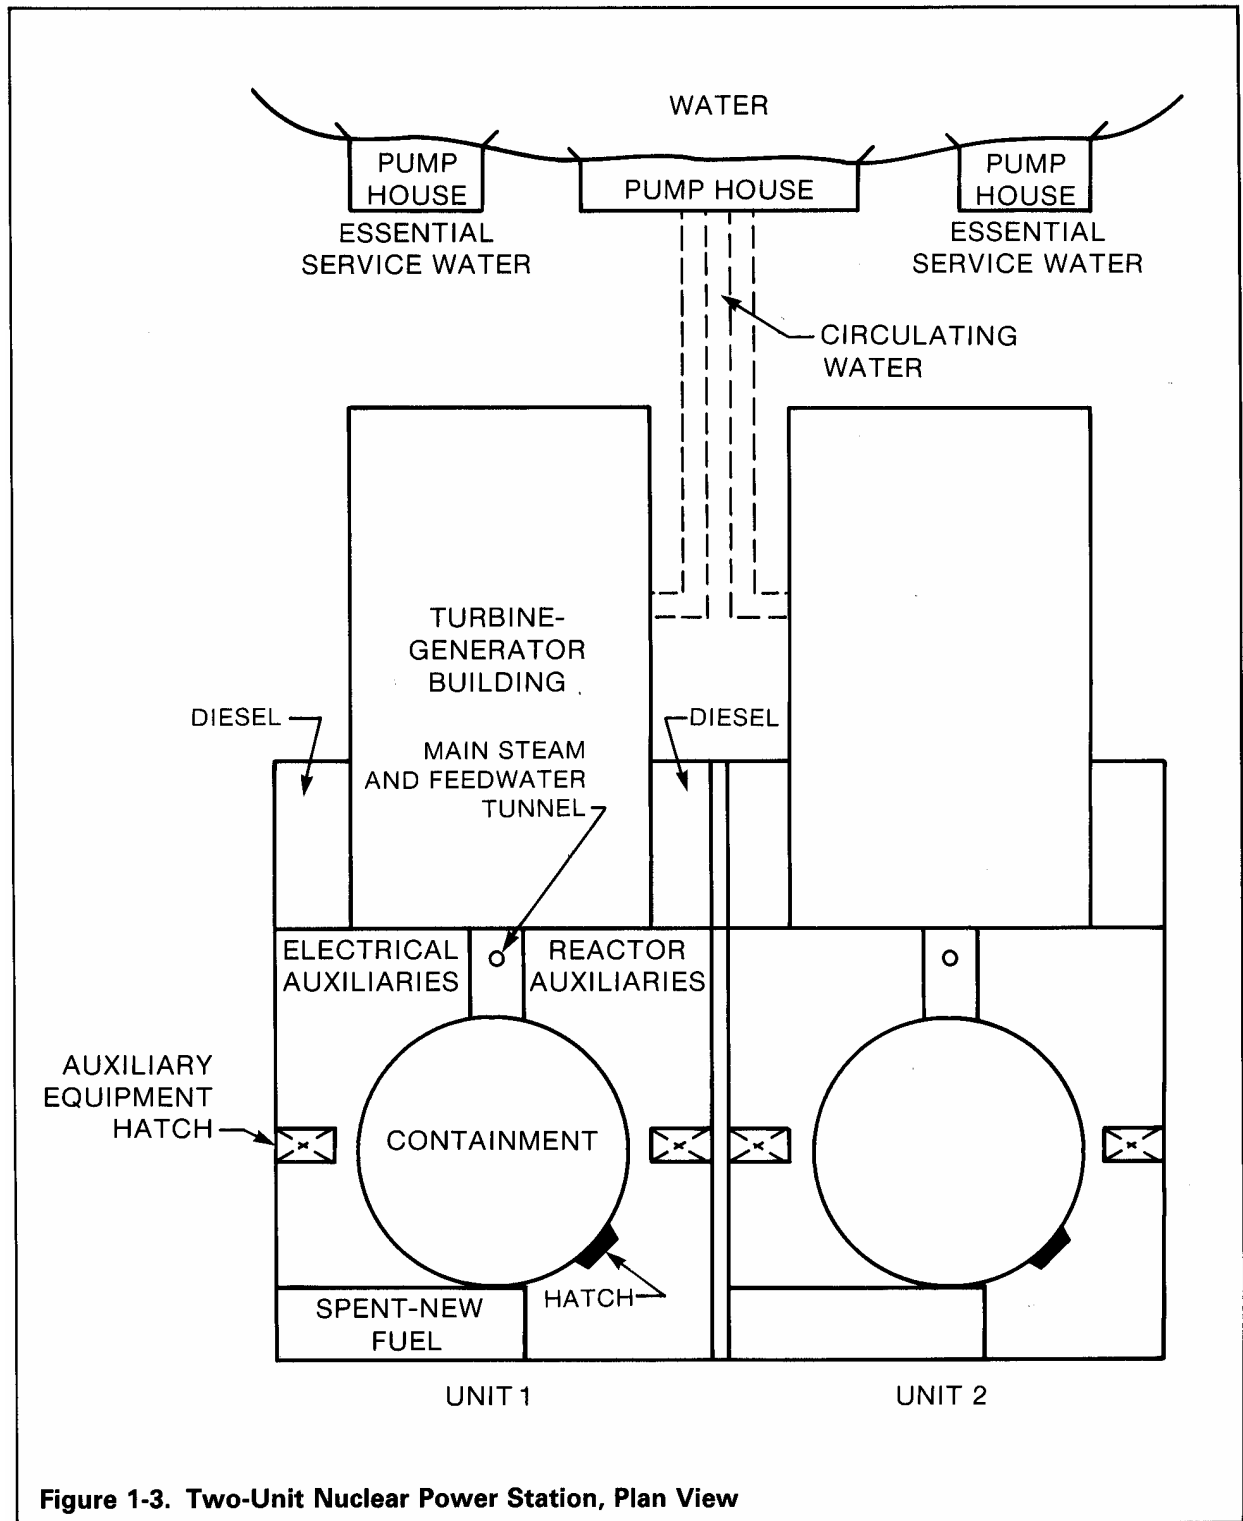 WATER
PUMP
HOUSE
PUMP HOUSE
PUMP
HOUSE
ESSENTIAL
SERVICE WATER
ESSENTIAL
SERVICE WATER
CIRCULATING
WATER
TURBINE-
GENERATOR
BUILDING
DIESEL
DIESEL
MAIN STEAM
AND FEEDWATER
TUNNEL
ELECTRICAL
AUXILIARIES
REACTOR
AUXILIARIES
AUXILIARY
EQUIPMENT
HATCH
CONTAINMENT
HATCH
SPENT-NEW
FUEL
UNIT 1
UNIT 2
Figure 1-3. Two-Unit Nuclear Power Station, Plan View